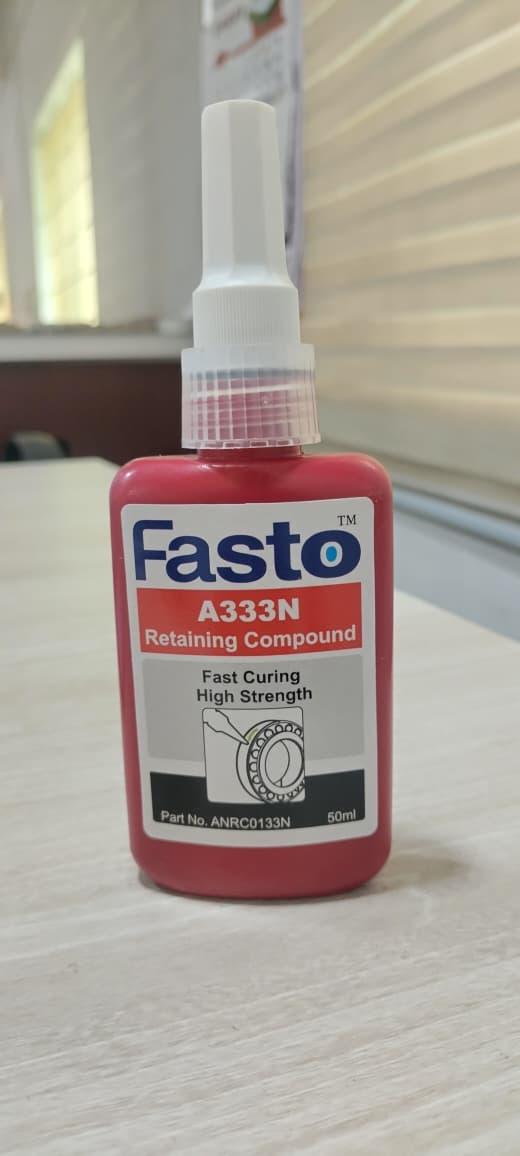 Fasto™
A333N
Retaining Compound
Fast Curing
High Strength
Part No. ANRC0133N 50ml